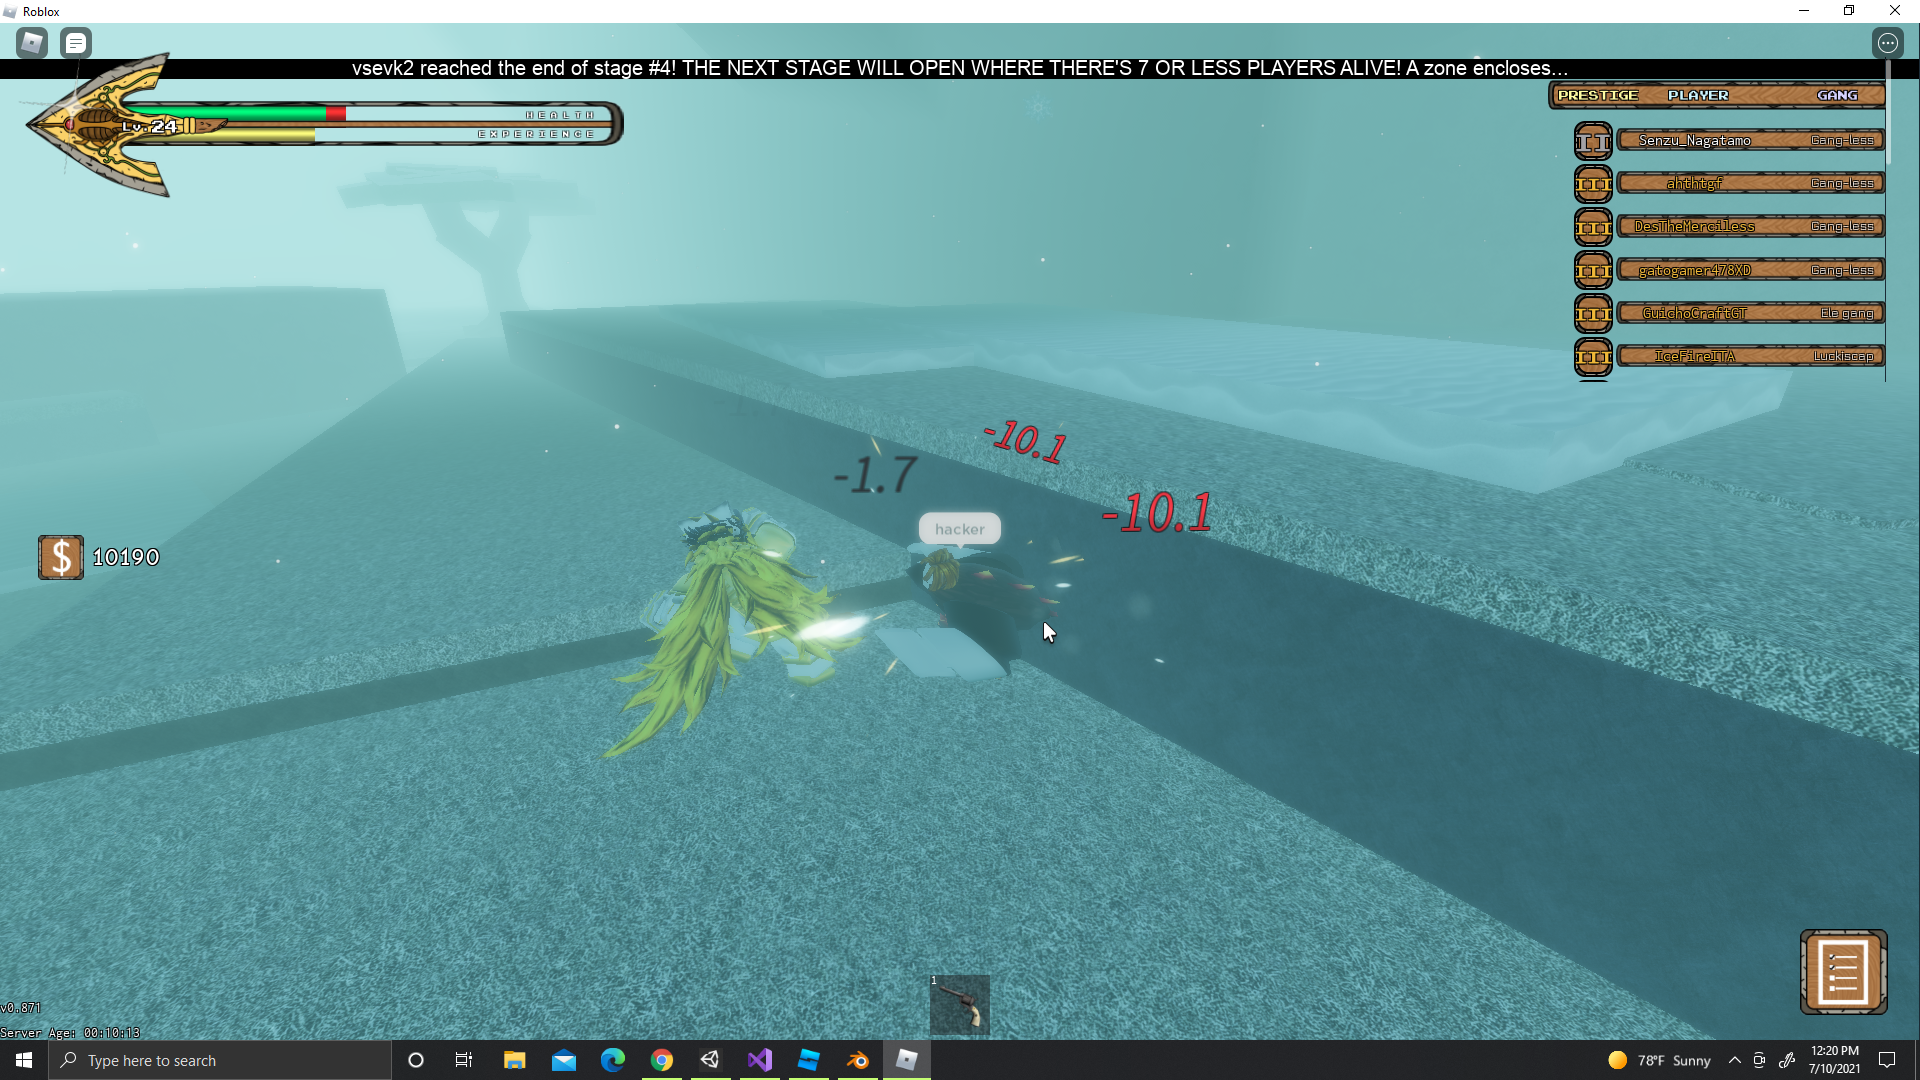 Roblox
vsevk2 reached the end of stage #4! THE NEXT STAGE WILL OPEN WHERE THERE'S 7 OR LESS PLAYERS ALIVE! A zone encloses...
PRESTIGE PLAYER GANG
HEALTH
Lv.24
EXPERIENCE
Senzu_Nagatamo Gang-less
ahthtgf Gang-less
DesTheMerciless Gang-less
gatogamer478XD Gang-less
GuichoCraftGT Ele gang
IceFireITA Luckiscap
-10.1
-1.7
-10.1
hacker
$ 10190
1
v0.871
Server Age: 00:10:13
Type here to search
78°F Sunny
12:20 PM
7/10/2021